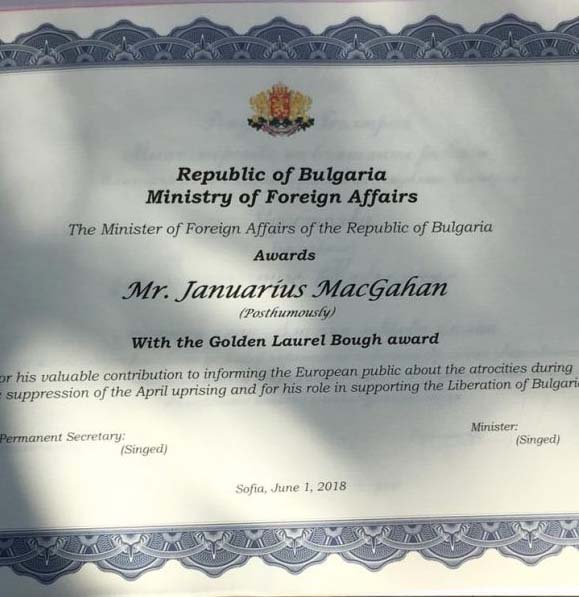 Republic of Bulgaria
Ministry of Foreign Affairs
The Minister of Foreign Affairs of the Republic of Bulgaria
Awards
Mr. Januarius MacGahan
(Posthumously)
With the Golden Laurel Bough award
or his valuable contribution to informing the European public about the atrocities during
suppression of the April uprising and for his role in supporting the Liberation of Bulgaria
Permanent Secretary:
(Singed)
Minister:
(Singed)
Sofia, June 1, 2018